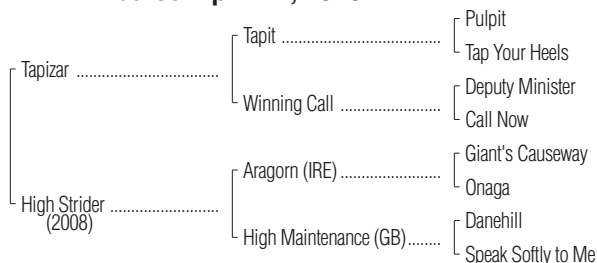 Pulpit
Tapit ..............................
Tap Your Heels
Tapizar ................................
Deputy Minister
Winning Call .......................
Call Now
Giant's Causeway
Aragorn (IRE) .......................
Onaga
High Strider .........................
(2008)
Danehill
High Maintenance (GB)........
Speak Softly to Me